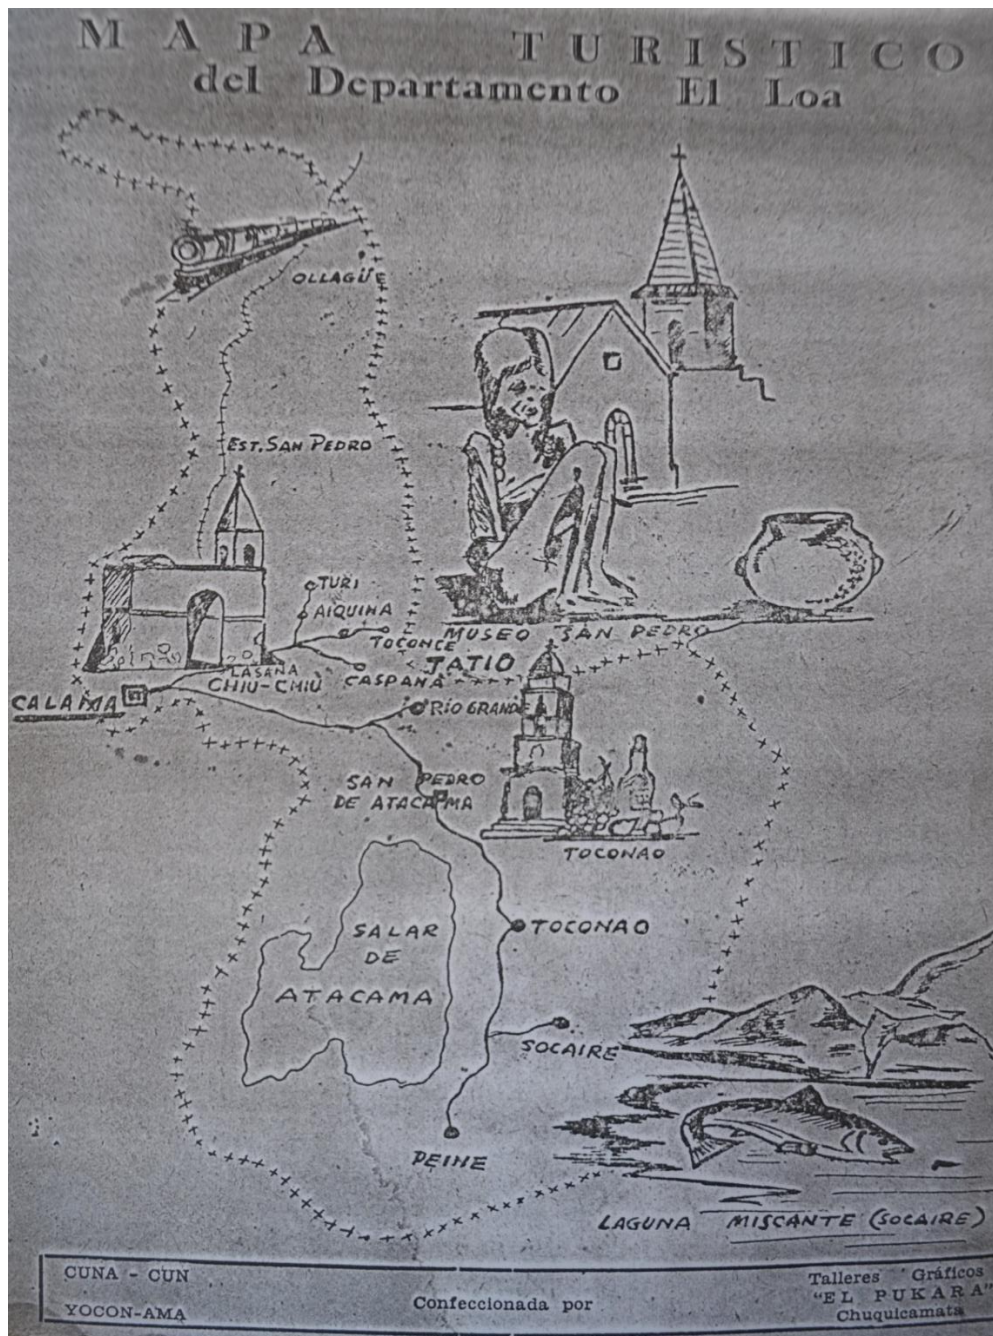 MAPA TURISTICO
del Departamento El Loa
OLLAGÜE
EST. SAN PEDRO
TURI
AIQUINA
TOCONCE
MUSEO SAN PEDRO
TATIO
LASANA
CASPANA
CHIU-CHIU
CALAMA
RÍO GRANDE
SAN PEDRO
DE ATACAMA
TOCONAO
TOCONAO
SALAR
DE
ATACAMA
SOCAIRE
PEINE
LAGUNA MISCANTE (SOCAIRE)
CUNA - CUN
YOCON-AMA
Confeccionada por
Talleres Gráficos
"EL PUKARA"
Chuquicamata